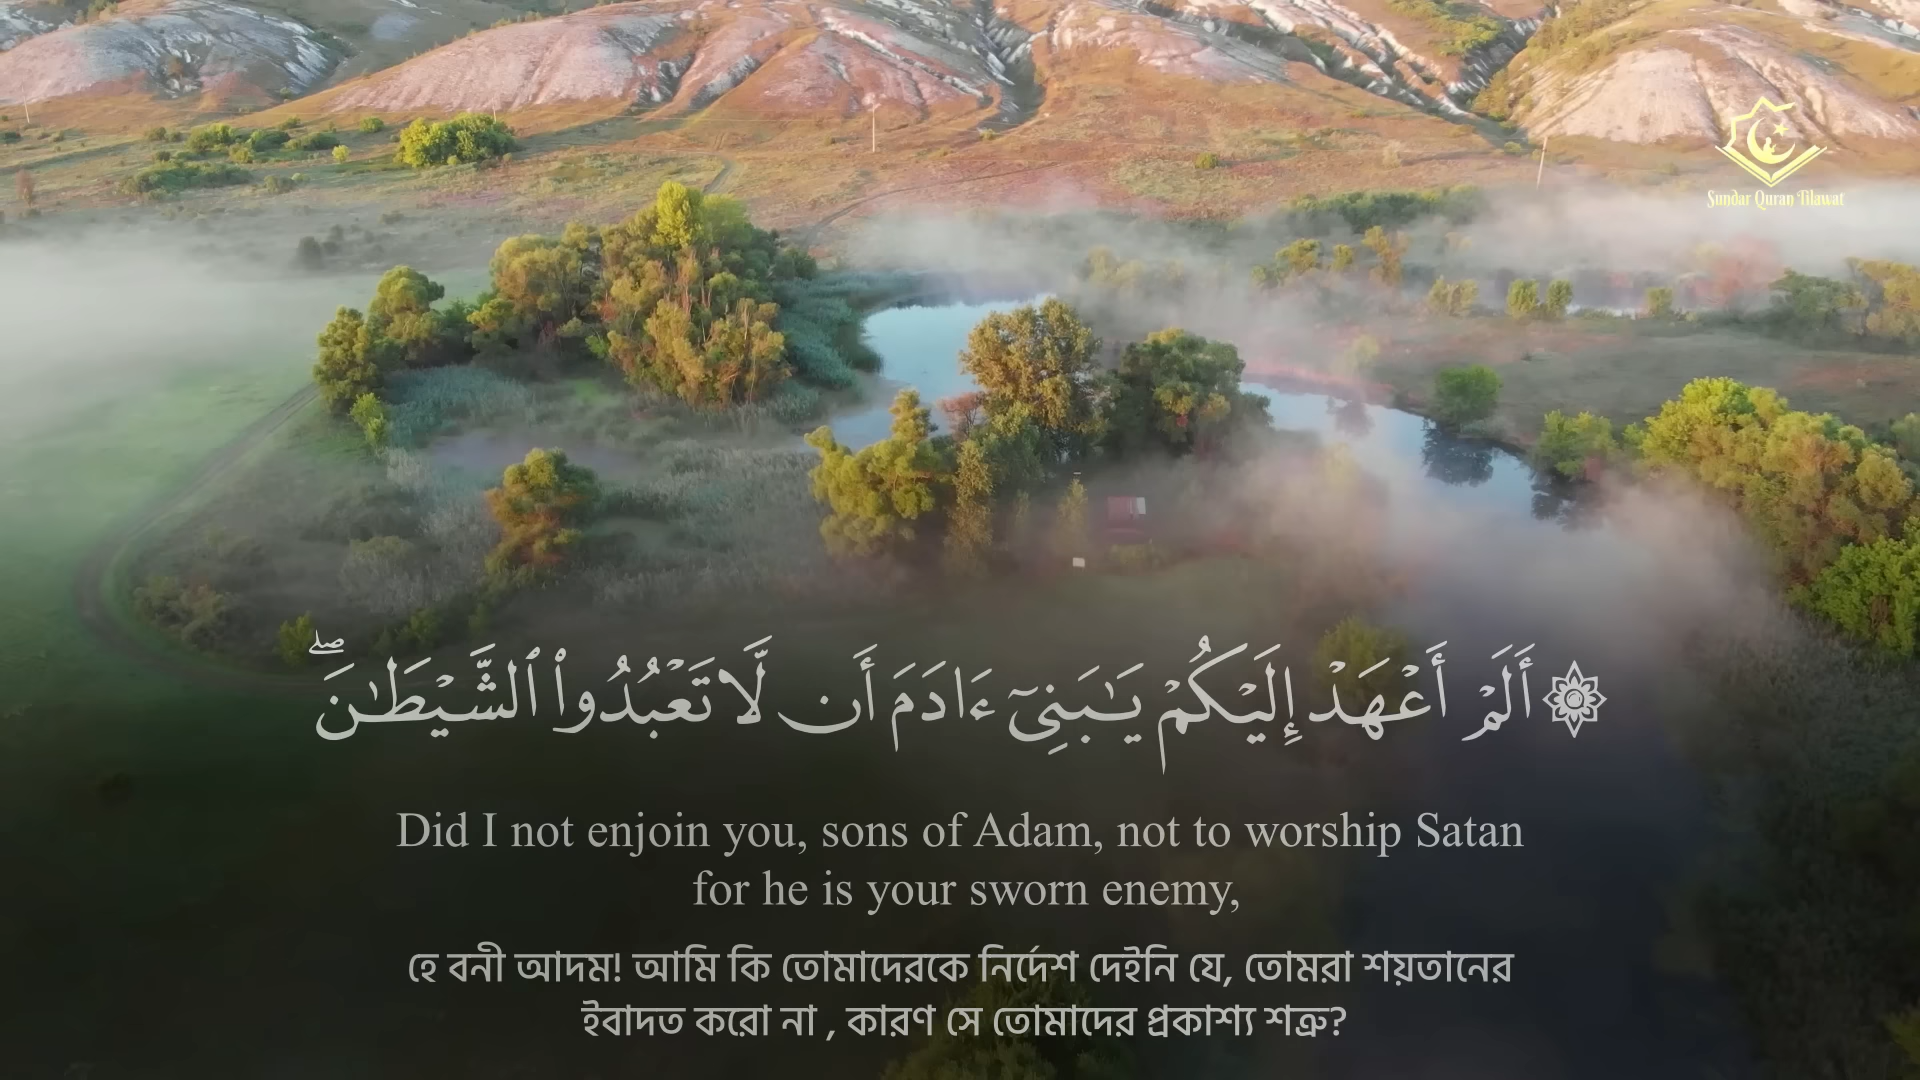 Sundar Quran Tilawat
۞ أَلَمْ أَعْهَدْ إِلَيْكُمْ يَـٰبَنِىٓ ءَادَمَ أَن لَّا تَعْبُدُوا۟ ٱلشَّيْطَـٰنَ ۖ
Did I not enjoin you, sons of Adam, not to worship Satan
for he is your sworn enemy,
হে বনী আদম! আমি কি তোমাদেরকে নির্দেশ দেইনি যে, তোমরা শয়তানের
ইবাদত করো না , কারণ সে তোমাদের প্রকাশ্য শত্রু?